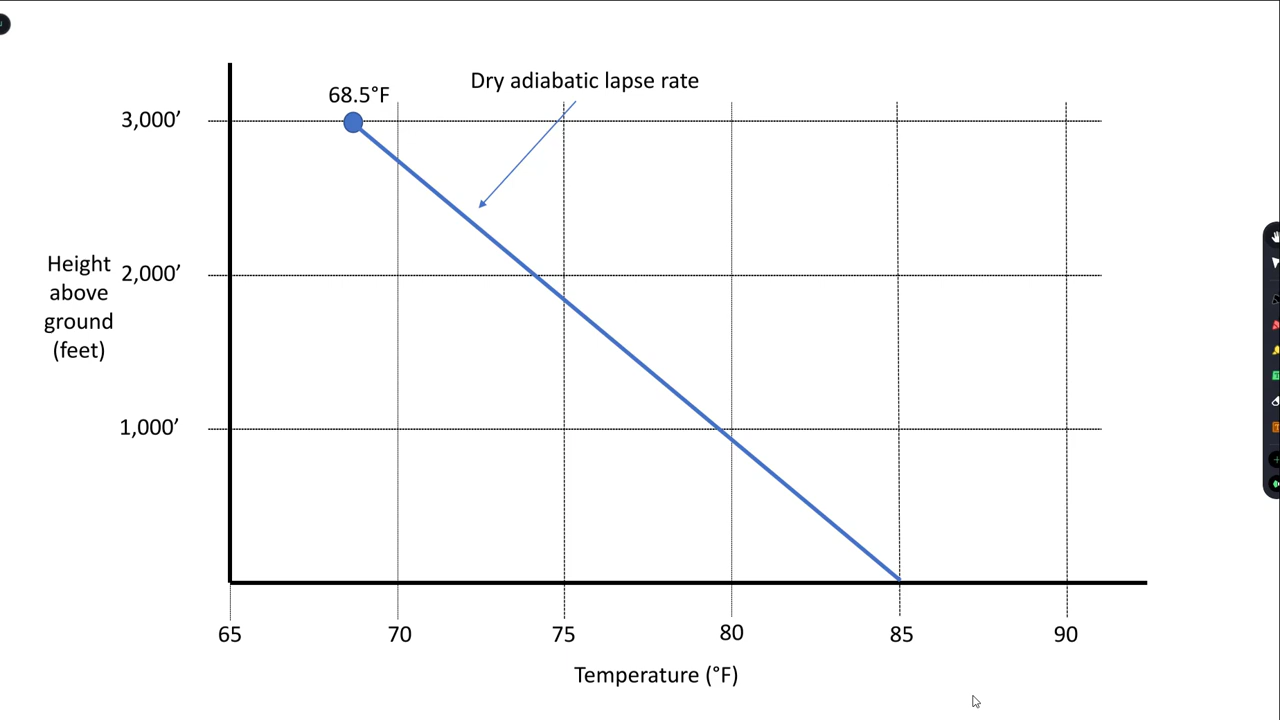 Dry adiabatic lapse rate
68.5°F
3,000’
Height
above
ground
(feet)
2,000’
1,000’
65
70
75
80
85
90
Temperature (°F)